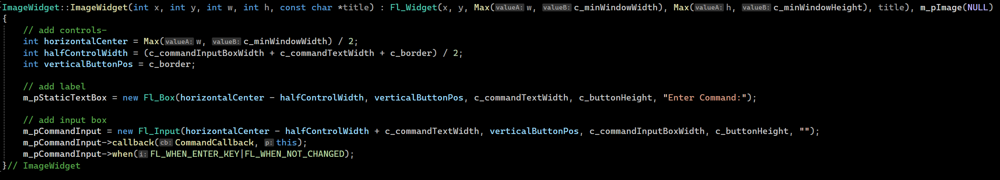 ImageWidget::ImageWidget(int x, int y, int w, int h, const char *title) : Fl_Widget(x, y, Max(valueA: w, valueB: c_minWindowWidth), Max(valueA: h, valueB: c_minWindowHeight), title), m_pImage(NULL)
{
// add controls-
int horizontalCenter = Max(valueA: w, valueB: c_minWindowWidth) / 2;
int halfControlWidth = (c_commandInputBoxWidth + c_commandTextWidth + c_border) / 2;
int verticalButtonPos = c_border;
// add label
m_pStaticTextBox = new Fl_Box(horizontalCenter - halfControlWidth, verticalButtonPos, c_commandTextWidth, c_buttonHeight, "Enter Command:");
// add input box
m_pCommandInput = new Fl_Input(horizontalCenter - halfControlWidth + c_commandTextWidth, verticalButtonPos, c_commandInputBoxWidth, c_buttonHeight, "");
m_pCommandInput->callback(cb: CommandCallback, p: this);
m_pCommandInput->when(i: FL_WHEN_ENTER_KEY|FL_WHEN_NOT_CHANGED);
}// ImageWidget